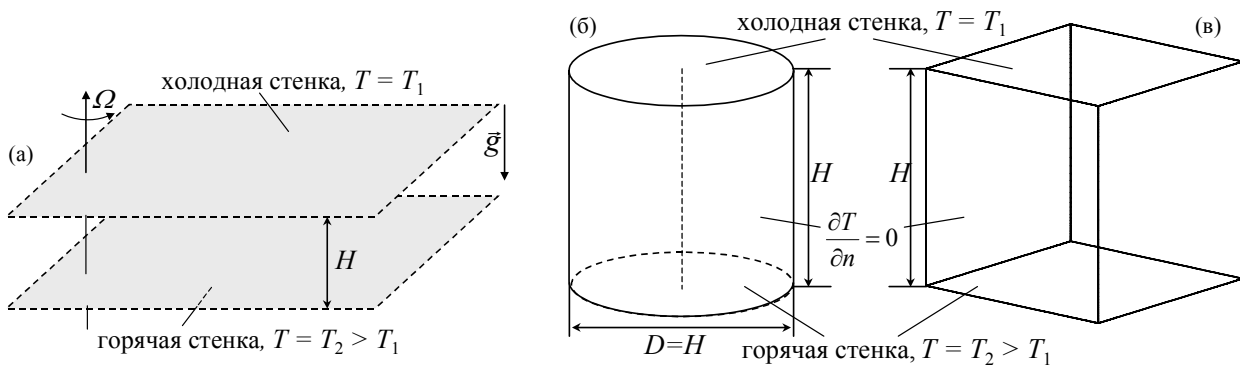 (а)
Ω
холодная стенка, T = T₁
g⃗
H
горячая стенка, T = T₂ > T₁
(б)
холодная стенка, T = T₁
(в)
H
H
∂T/∂n = 0
D=H
горячая стенка, T = T₂ > T₁